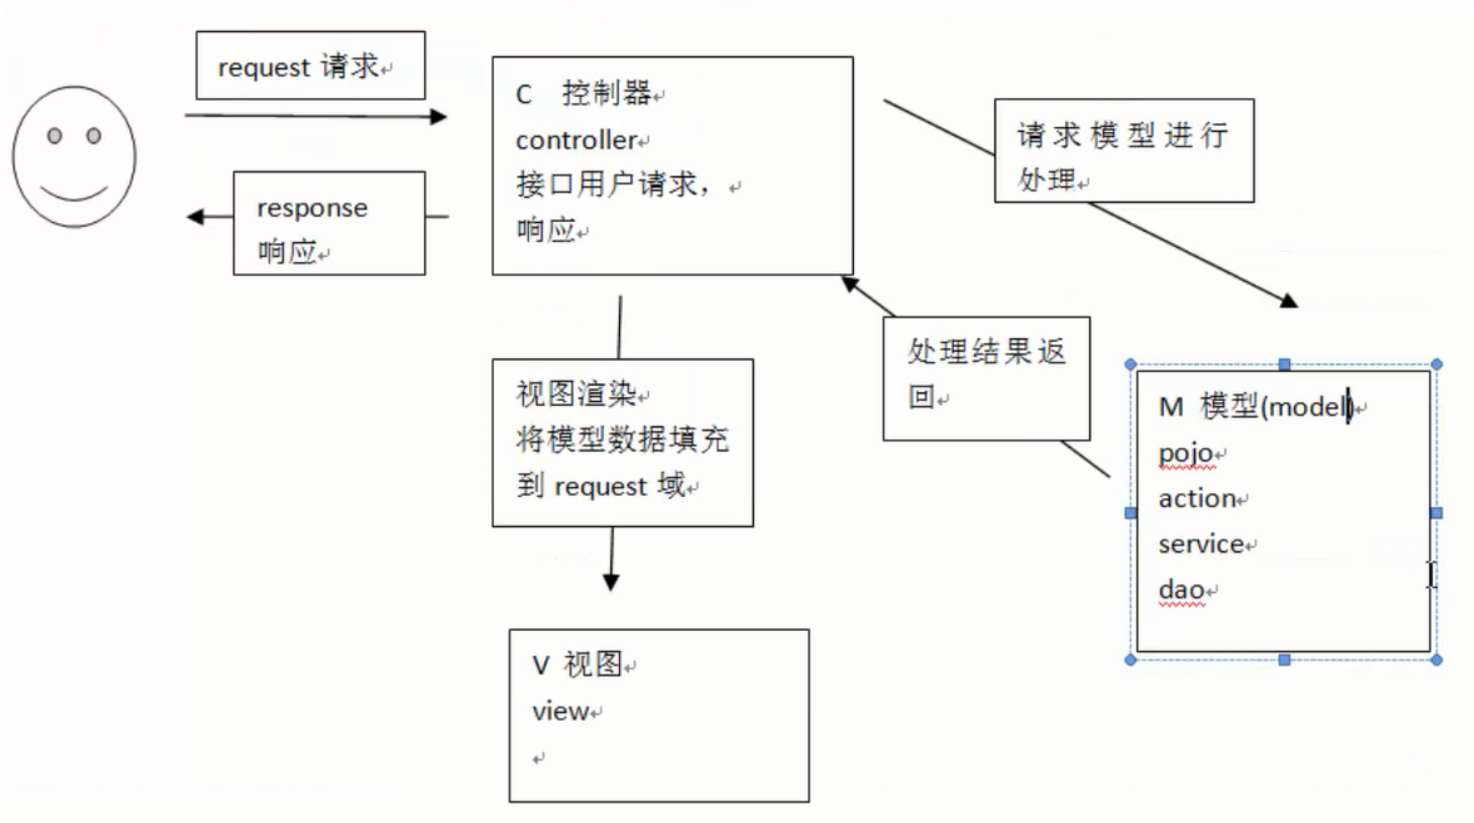 request 请求
response
响应
C 控制器
controller
接口用户请求，
响应
请求模型进行
处理
处理结果返
回
视图渲染
将模型数据填充
到 request 域
M 模型(model)
pojo
action
service
dao
V 视图
view